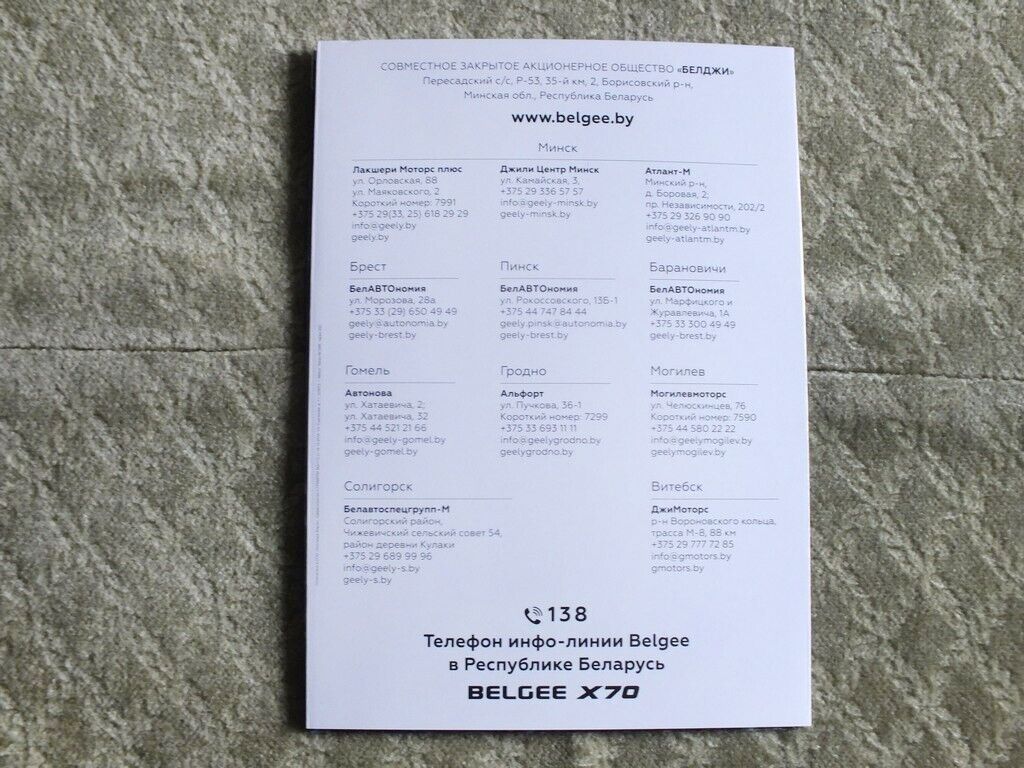 СОВМЕСТНОЕ ЗАКРЫТОЕ АКЦИОНЕРНОЕ ОБЩЕСТВО «БЕЛДЖИ»
Пересадский с/с, Р-53, 35-й км, 2, Борисовский р-н,
Минская обл., Республика Беларусь
www.belgee.by
Минск
Лакшери Моторс плюс
ул. Орловская, 88
ул. Маяковского, 2
Короткий номер: 7991
+375 29(33, 25) 618 29 29
info@geely.by
geely.by
Джили Центр Минск
ул. Камайская, 3,
+375 29 336 57 57
info@geely-minsk.by
geely-minsk.by
Атлант-М
Минский р-н,
д. Боровая, 2;
пр. Независимости, 202/2
+375 29 326 90 90
info@geely-atlantm.by
geely-atlantm.by
Брест
БелАВТОномия
ул. Морозова, 28а
+375 33 (29) 650 49 49
geely@autonomia.by
geely-brest.by
Пинск
БелАВТОномия
ул. Рокоссовского, 13Б-1
+375 44 747 84 44
geely.pinsk@autonomia.by
geely-brest.by
Барановичи
БелАВТОномия
ул. Марфицкого и
Журавлевича, 1А
+375 33 300 49 49
geely-brest.by
Гомель
Автонова
ул. Хатаевича, 2;
ул. Хатаевича, 32
+375 44 521 21 66
info@geely-gomel.by
geely-gomel.by
Гродно
Альфорт
ул. Пучкова, 36-1
Короткий номер: 7299
+375 33 693 11 11
info@geelygrodno.by
geelygrodno.by
Могилев
Могилевмоторс
ул. Челюскинцев, 76
Короткий номер: 7590
+375 44 580 22 22
info@geelymogilev.by
geelymogilev.by
Солигорск
Белавтоспецгрупп-М
Солигорский район,
Чижевичский сельский совет 54,
район деревни Кулаки
+375 29 689 99 96
info@geely-s.by
geely-s.by
Витебск
ДжиМоторс
р-н Вороновского кольца,
трасса М-8, 88 км
+375 29 777 72 85
info@gmotors.by
gmotors.by
138
Телефон инфо-линии Belgee
в Республике Беларусь
BELGEE X70